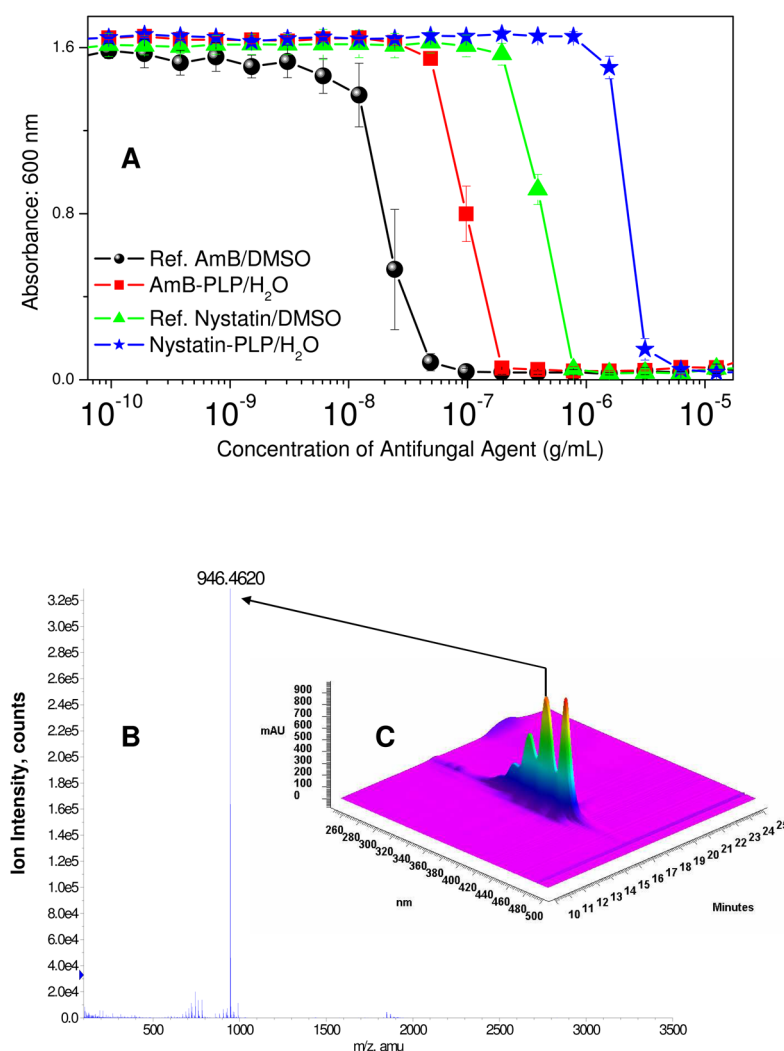 1.6
0.8
0.0
Absorbance: 600 nm
A
Ref. AmB/DMSO
AmB-PLP/H₂O
Ref. Nystatin/DMSO
Nystatin-PLP/H₂O
10⁻¹⁰ 10⁻⁹ 10⁻⁸ 10⁻⁷ 10⁻⁶ 10⁻⁵
Concentration of Antifungal Agent (g/mL)
946.4620
3.2e5
3.0e5
2.8e5
2.6e5
2.4e5
2.2e5
2.0e5
1.8e5
1.6e5
1.4e5
1.2e5
1.0e5
8.0e4
6.0e4
4.0e4
2.0e4
0.0
Ion Intensity, counts
B
500 1000 1500 2000 2500 3000 3500
m/z, amu
C
900
800
700
600
500
400
300
200
100
0
mAU
260 280 300 320 340 360 380 400 420 440 460 480 500
nm
10 11 12 13 14 15 16 17 18 19 20 21 22 23 24 25
Minutes